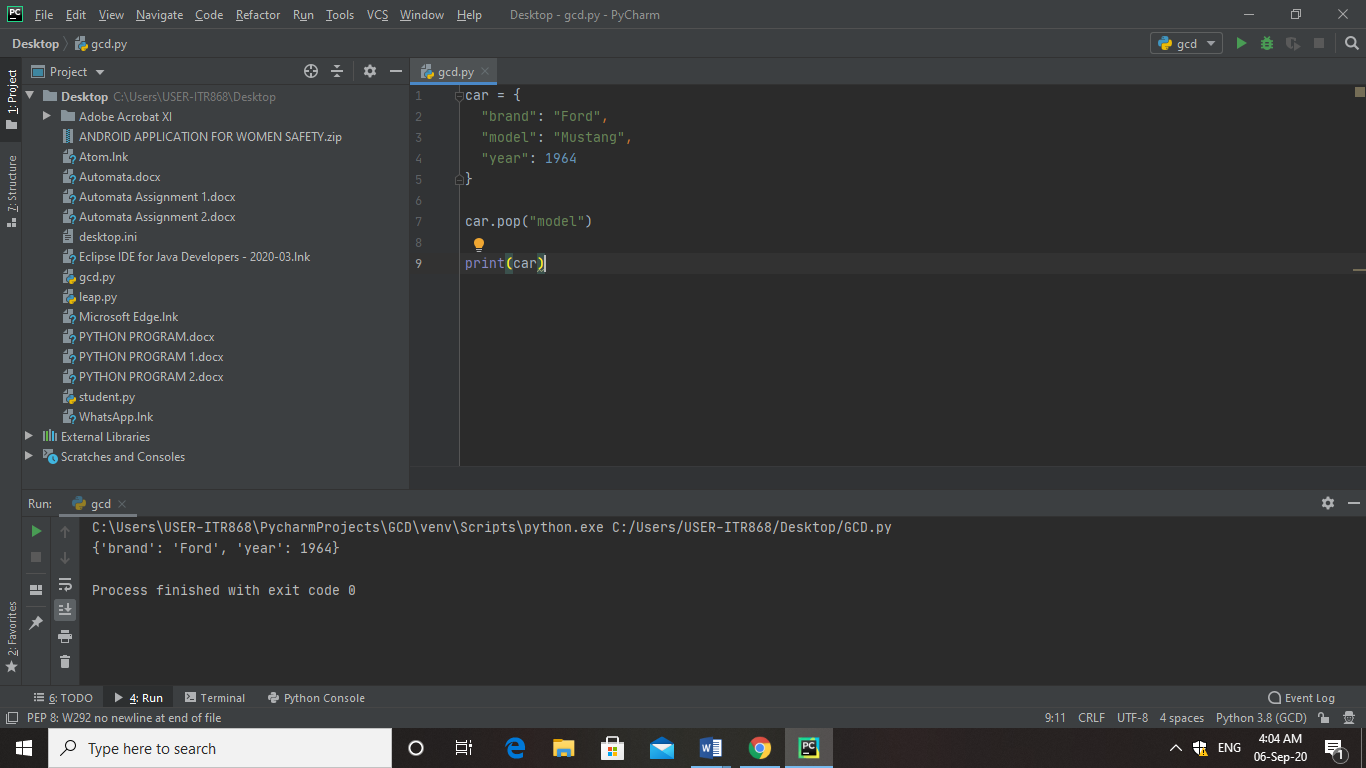 File Edit View Navigate Code Refactor Run Tools VCS Window Help Desktop - gcd.py - PyCharm
Desktop gcd.py gcd
Project
gcd.py
1: Project
7: Structure
2: Favorites
Desktop C:\Users\USER-ITR868\Desktop
Adobe Acrobat XI
ANDROID APPLICATION FOR WOMEN SAFETY.zip
Atom.lnk
Automata.docx
Automata Assignment 1.docx
Automata Assignment 2.docx
desktop.ini
Eclipse IDE for Java Developers - 2020-03.lnk
gcd.py
leap.py
Microsoft Edge.lnk
PYTHON PROGRAM.docx
PYTHON PROGRAM 1.docx
PYTHON PROGRAM 2.docx
student.py
WhatsApp.lnk
External Libraries
Scratches and Consoles
1 car = {
2 "brand": "Ford",
3 "model": "Mustang",
4 "year": 1964
5 }
6
7 car.pop("model")
8
9 print(car)
Run: gcd
C:\Users\USER-ITR868\PycharmProjects\GCD\venv\Scripts\python.exe C:/Users/USER-ITR868/Desktop/GCD.py
{'brand': 'Ford', 'year': 1964}
Process finished with exit code 0
6: TODO 4: Run Terminal Python Console Event Log
PEP 8: W292 no newline at end of file 9:11 CRLF UTF-8 4 spaces Python 3.8 (GCD)
Type here to search
ENG
4:04 AM
06-Sep-20
1